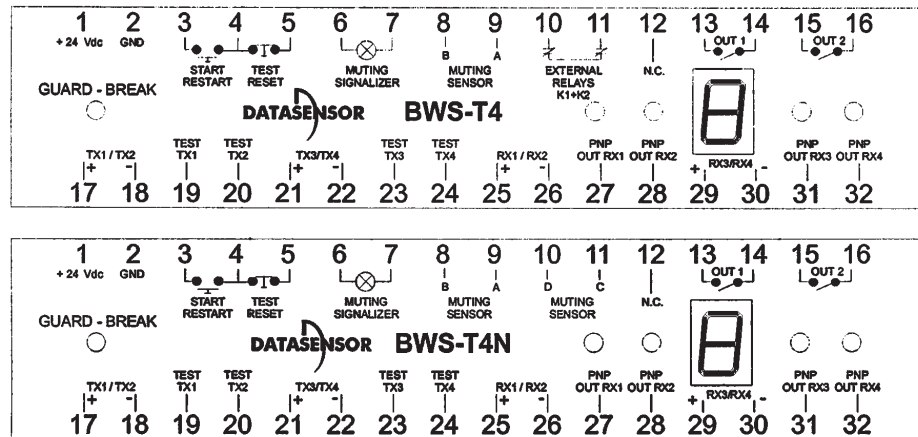 1 2 3 4 5 6 7 8 9 10 11 12 13 14 15 16
+ 24 Vdc GND B A OUT 1 OUT 2
START RESTART TEST RESET MUTING SIGNALIZER MUTING SENSOR EXTERNAL RELAYS K1+K2 N.C.
GUARD - BREAK
DATASENSOR BWS-T4
TX1 / TX2 TEST TX1 TEST TX2 TX3/TX4 TEST TX3 TEST TX4 RX1 / RX2 PNP OUT RX1 PNP OUT RX2 RX3/RX4 PNP OUT RX3 PNP OUT RX4
+ - + - + - + -
17 18 19 20 21 22 23 24 25 26 27 28 29 30 31 32
1 2 3 4 5 6 7 8 9 10 11 12 13 14 15 16
+ 24 Vdc GND B A D C OUT 1 OUT 2
START RESTART TEST RESET MUTING SIGNALIZER MUTING SENSOR MUTING SENSOR N.C.
GUARD - BREAK
DATASENSOR BWS-T4N
TX1 / TX2 TEST TX1 TEST TX2 TX3/TX4 TEST TX3 TEST TX4 RX1 / RX2 PNP OUT RX1 PNP OUT RX2 RX3/RX4 PNP OUT RX3 PNP OUT RX4
+ - + - + - + -
17 18 19 20 21 22 23 24 25 26 27 28 29 30 31 32